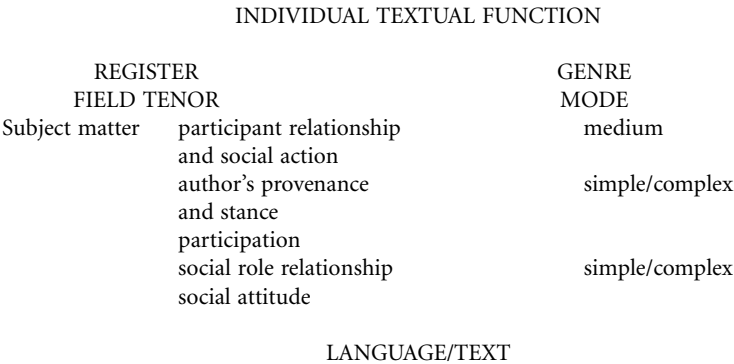 INDIVIDUAL TEXTUAL FUNCTION
REGISTER GENRE
FIELD TENOR MODE
Subject matter participant relationship medium
and social action
author's provenance simple/complex
and stance
participation
social role relationship simple/complex
social attitude
LANGUAGE/TEXT